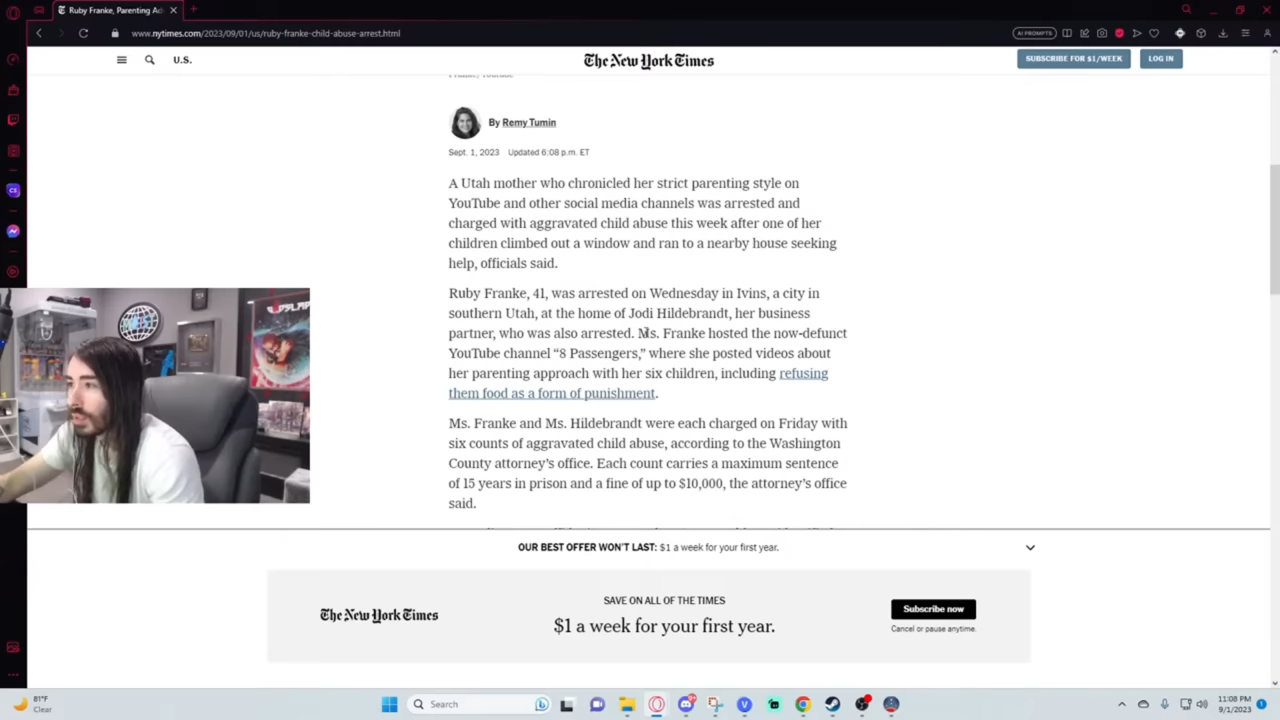 Ruby Franke, Parenting Ad
www.nytimes.com/2023/09/01/us/ruby-franke-child-abuse-arrest.html
AI PROMPTS
U.S.
The New York Times
SUBSCRIBE FOR $1/WEEK
LOG IN
By Remy Tumin
Sept. 1, 2023 Updated 6:08 p.m. ET
A Utah mother who chronicled her strict parenting style on
YouTube and other social media channels was arrested and
charged with aggravated child abuse this week after one of her
children climbed out a window and ran to a nearby house seeking
help, officials said.
Ruby Franke, 41, was arrested on Wednesday in Ivins, a city in
southern Utah, at the home of Jodi Hildebrandt, her business
partner, who was also arrested. Ms. Franke hosted the now-defunct
YouTube channel “8 Passengers,” where she posted videos about
her parenting approach with her six children, including refusing
them food as a form of punishment.
Ms. Franke and Ms. Hildebrandt were each charged on Friday with
six counts of aggravated child abuse, according to the Washington
County attorney’s office. Each count carries a maximum sentence
of 15 years in prison and a fine of up to $10,000, the attorney’s office
said.
OUR BEST OFFER WON’T LAST: $1 a week for your first year.
The New York Times
SAVE ON ALL OF THE TIMES
$1 a week for your first year.
Subscribe now
Cancel or pause anytime.
81°F
Clear
Search
11:08 PM
9/1/2023